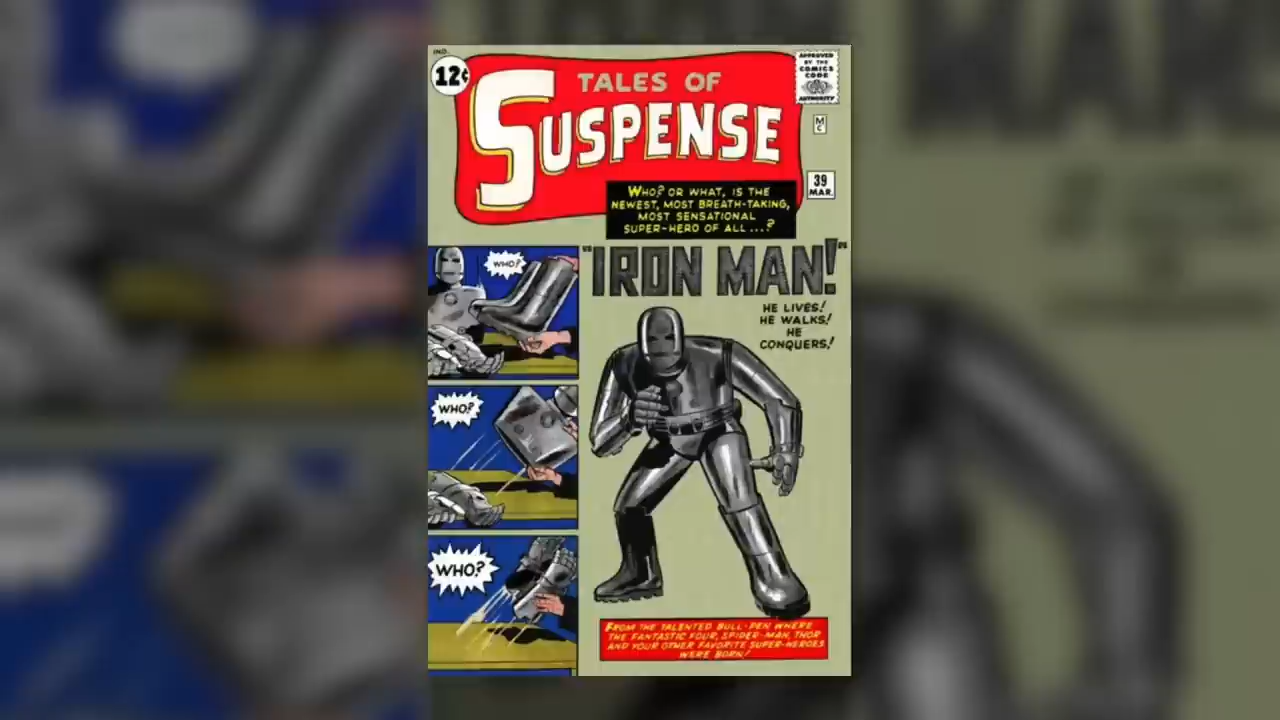 IND.
12¢
TALES OF
SUSPENSE
APPROVED
BY THE
COMICS
CODE
AUTHORITY
M
C
39
MAR.
WHO? OR WHAT, IS THE
NEWEST, MOST BREATH-TAKING,
MOST SENSATIONAL
SUPER-HERO OF ALL...?
"IRON MAN!"
HE LIVES!
HE WALKS!
HE
CONQUERS!
WHO?
WHO?
WHO?
FROM THE TALENTED BULL-PEN WHERE
THE FANTASTIC FOUR, SPIDER-MAN, THOR
AND YOUR OTHER FAVORITE SUPER-HEROES
WERE BORN!